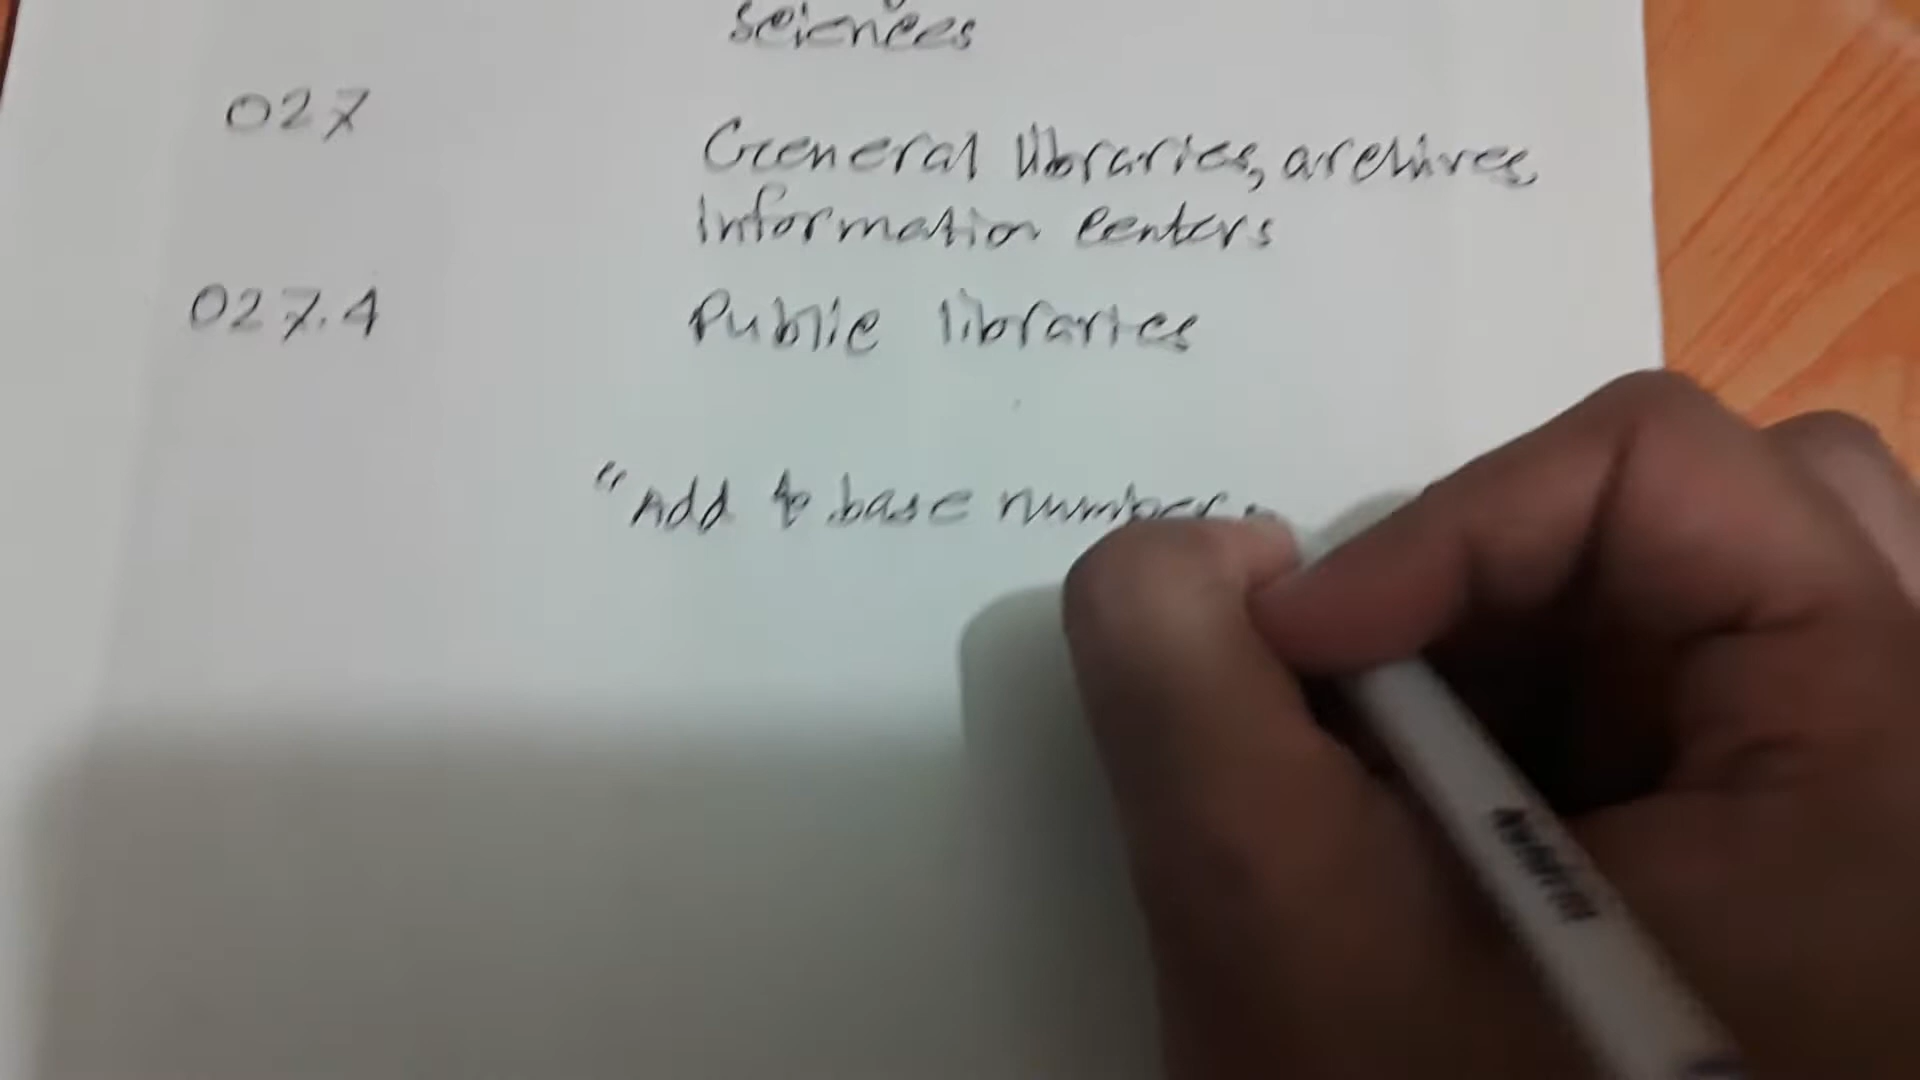 Sciences
027
General libraries, archives,
information centers
027.4
Public libraries
"Add to base number